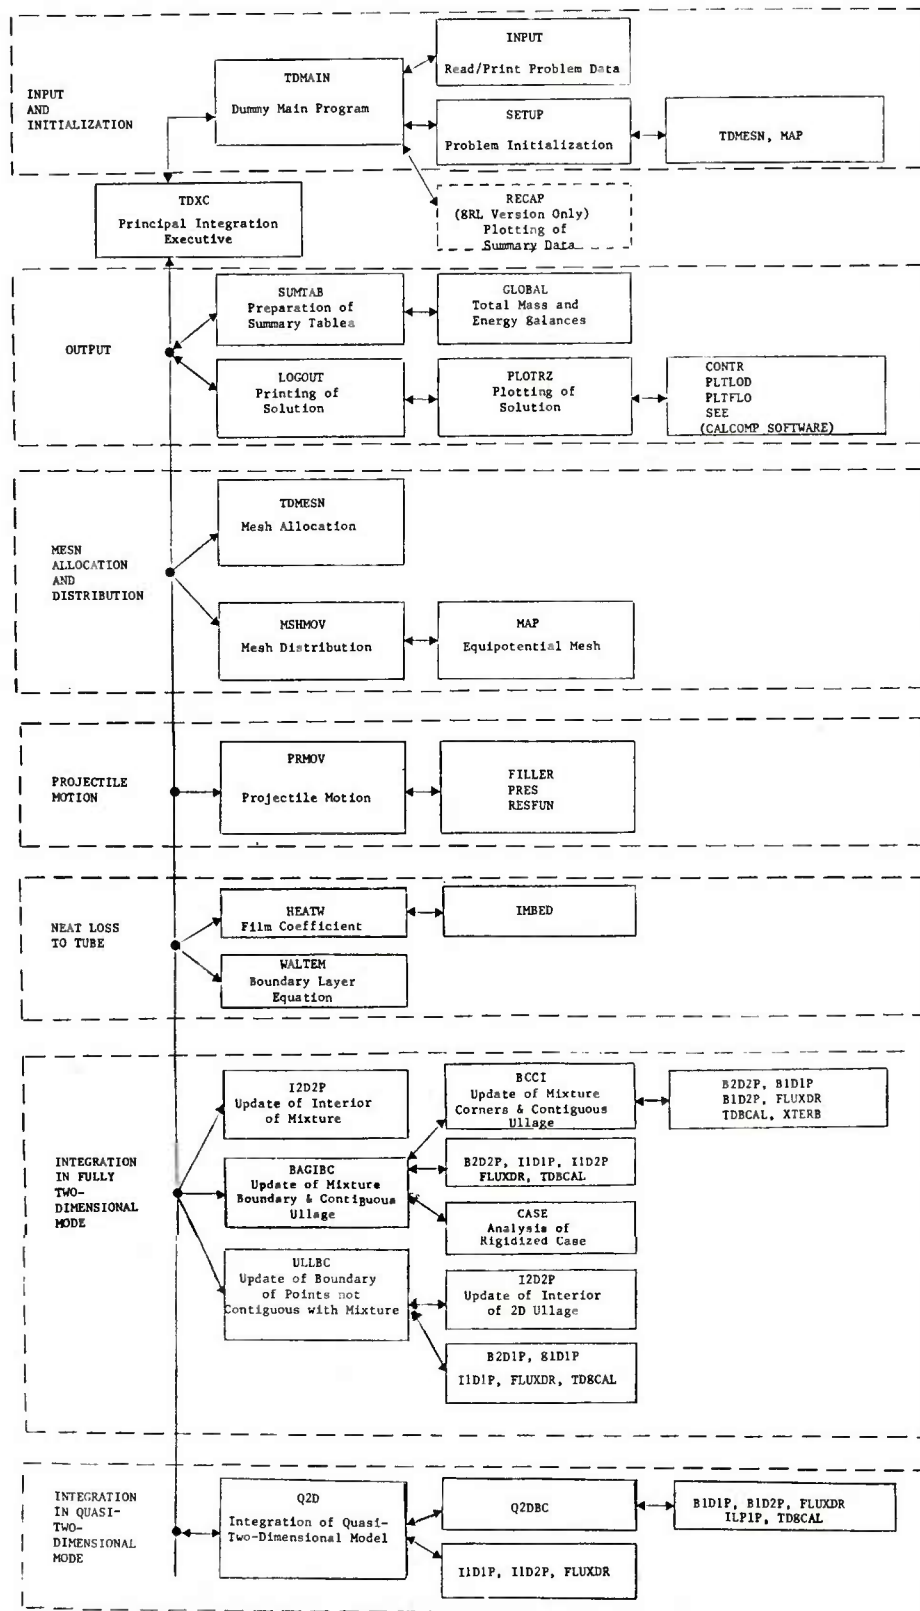 INPUT
AND
INITIALIZATION
TDMAIN
Dummy Main Program
INPUT
Read/Print Problem Data
SETUP
Problem Initialization
TDMESN, MAP
TDXC
Principal Integration
Executive
RECAP
(8RL Version Only)
Plotting of
Summary Data
OUTPUT
SUMTAB
Preparation of
Summary Tablea
GLOBAL
Total Mass and
Energy 8alances
LOGOUT
Printing of
Solution
PLOTRZ
Plotting of
Solution
CONTR
PLTLOD
PLTFLO
SEE
(CALCOMP SOFTWARE)
MESN
ALLOCATION
AND
DISTRIBUTION
TDMESN
Mesh Allocation
MSHMOV
Mesh Distribution
MAP
Equipotential Mesh
PROJECTILE
MOTION
PRMOV
Projectile Motion
FILLER
PRES
RESFUN
NEAT LOSS
TO TUBE
HEATW
Film Coefficient
IMBED
WALTEM
Boundary Layer
Equation
INTEGRATION
IN FULLY
TWO-
DIMENSIONAL
MODE
I2D2P
Update of Interior
of Mixture
BAGIBC
Update of Mixture
Boundary & Contiguous
Ullage
ULLBC
Update of Boundary
of Points not
Contiguous with Mixture
BCCI
Update of Mixture
Corners & Contiguous
Ullage
B2D2P, B1D1P
B1D2P, FLUXDR
TDBCAL, XTERB
B2D2P, I1D1P, I1D2P
FLUXDR, TDBCAL
CASE
Analysis of
Rigidized Case
I2D2P
Update of Interior
of 2D Ullage
B2D1P, 81D1P
I1D1P, FLUXDR, TD8CAL
INTEGRATION
IN QUASI-
TWO-
DIMENSIONAL
MODE
Q2D
Integration of Quasi-
Two-Dimensional Model
Q2DBC
B1D1P, B1D2P, FLUXDR
ILP1P, TD8CAL
I1D1P, I1D2P, FLUXDR